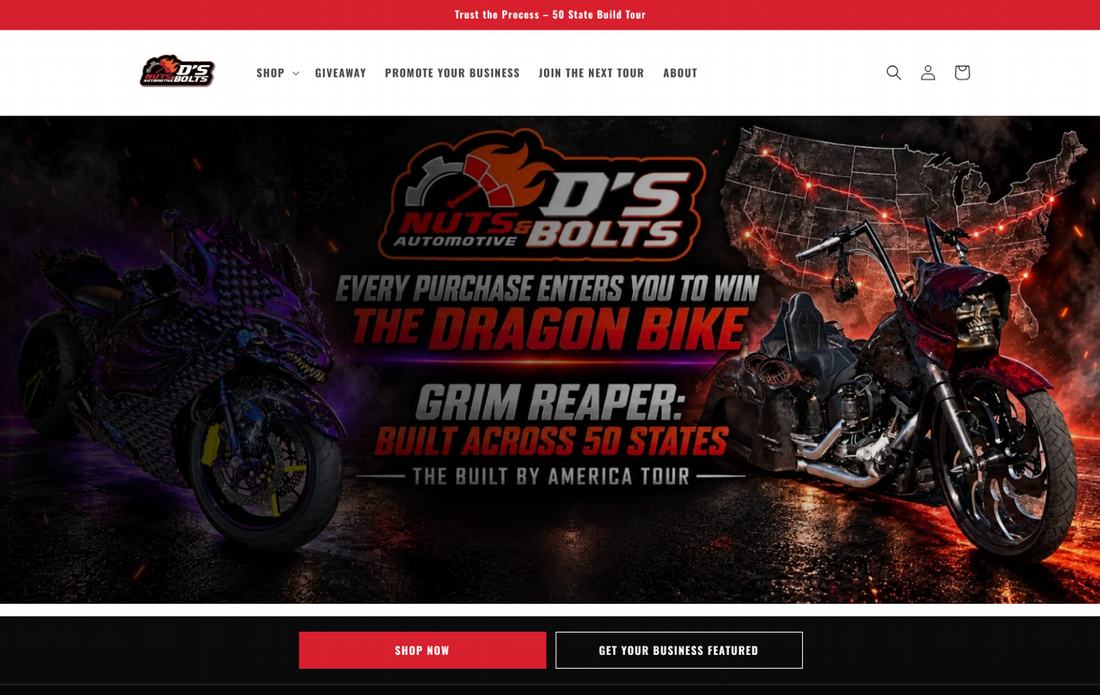 Trust the Process – 50 State Build Tour
D'S
NUTS &
AUTOMOTIVE BOLTS
SHOP
GIVEAWAY
PROMOTE YOUR BUSINESS
JOIN THE NEXT TOUR
ABOUT
D'S
NUTS &
AUTOMOTIVE BOLTS
EVERY PURCHASE ENTERS YOU TO WIN
THE DRAGON BIKE
GRIM REAPER:
BUILT ACROSS 50 STATES
THE BUILT BY AMERICA TOUR
SHOP NOW
GET YOUR BUSINESS FEATURED